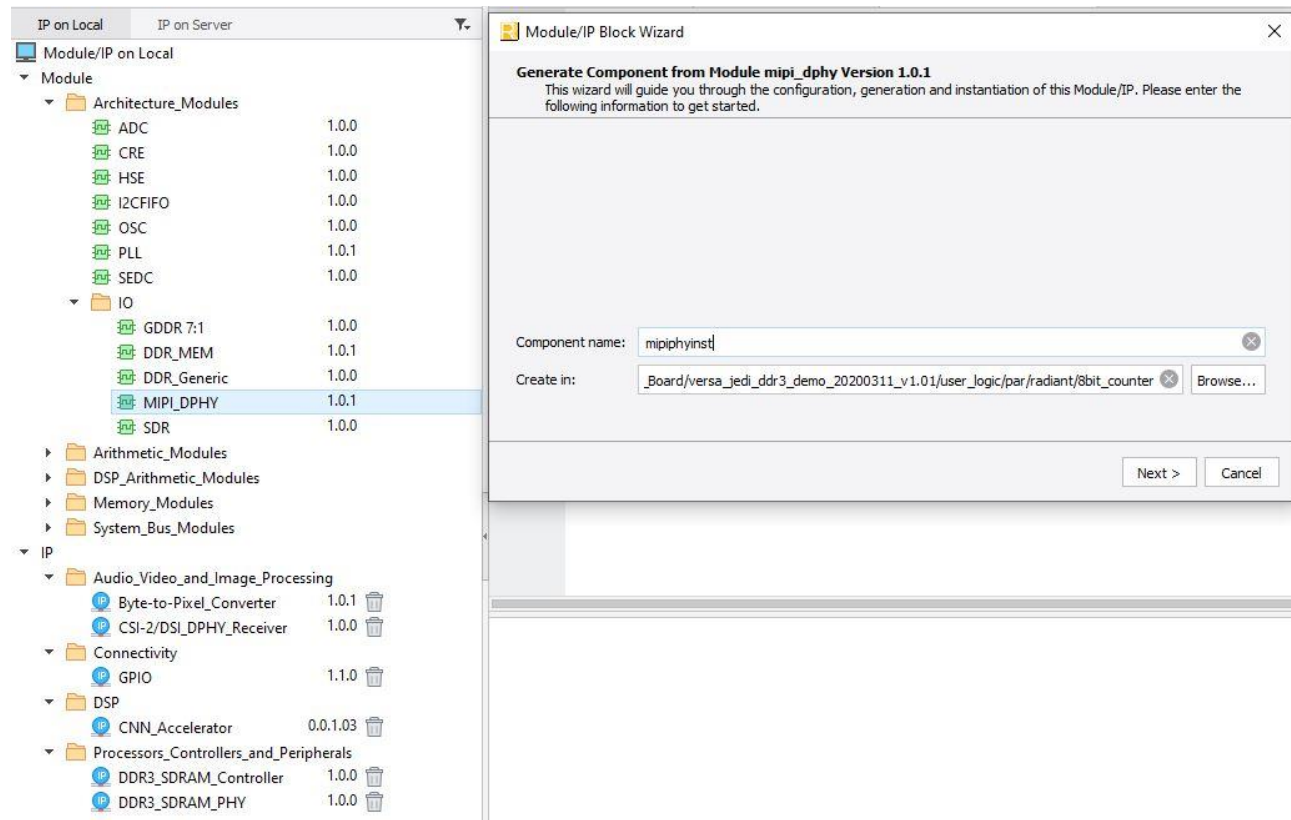 IP on Local
IP on Server
Module/IP on Local
Module
Architecture_Modules
ADC 1.0.0
CRE 1.0.0
HSE 1.0.0
I2CFIFO 1.0.0
OSC 1.0.0
PLL 1.0.1
SEDC 1.0.0
IO
GDDR 7:1 1.0.0
DDR_MEM 1.0.1
DDR_Generic 1.0.0
MIPI_DPHY 1.0.1
SDR 1.0.0
Arithmetic_Modules
DSP_Arithmetic_Modules
Memory_Modules
System_Bus_Modules
IP
Audio_Video_and_Image_Processing
Byte-to-Pixel_Converter 1.0.1
CSI-2/DSI_DPHY_Receiver 1.0.0
Connectivity
GPIO 1.1.0
DSP
CNN_Accelerator 0.0.1.03
Processors_Controllers_and_Peripherals
DDR3_SDRAM_Controller 1.0.0
DDR3_SDRAM_PHY 1.0.0
Module/IP Block Wizard
Generate Component from Module mipi_dphy Version 1.0.1
This wizard will guide you through the configuration, generation and instantiation of this Module/IP. Please enter the
following information to get started.
Component name: mipiphyinst
Create in: _Board/versa_jedi_ddr3_demo_20200311_v1.01/user_logic/par/radiant/8bit_counter Browse...
Next > Cancel